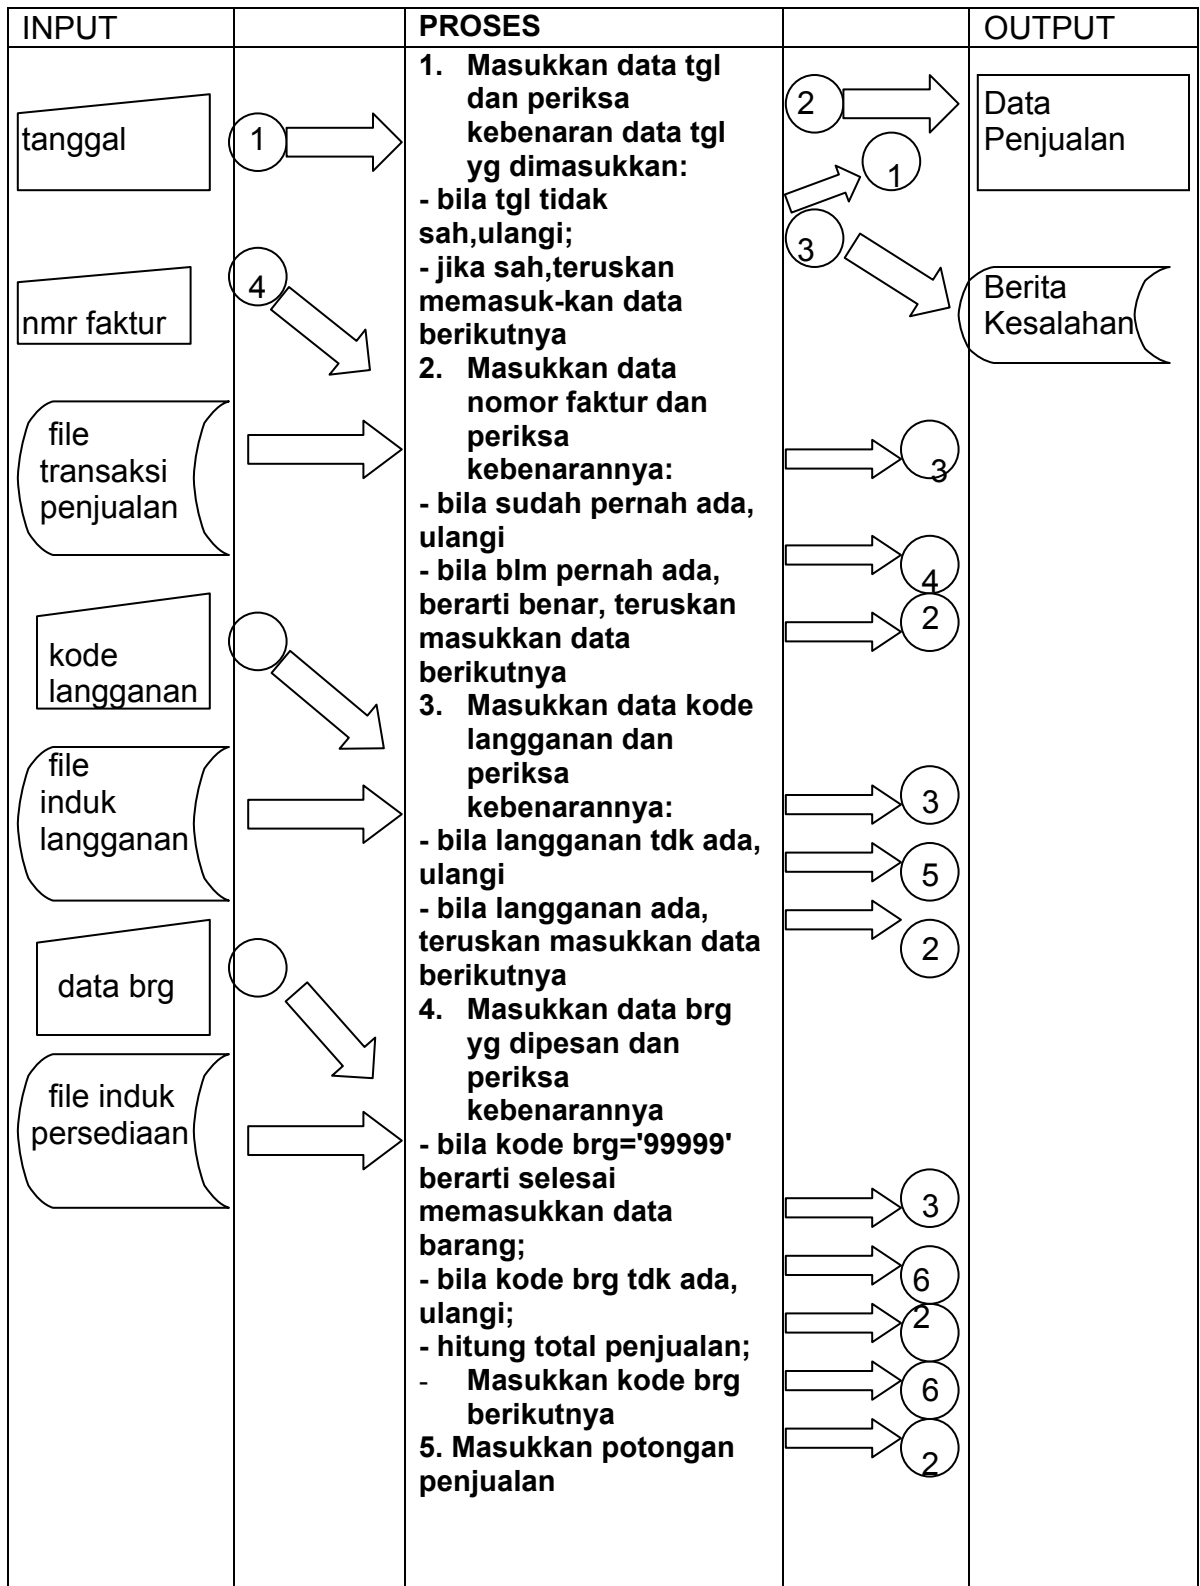 INPUT
PROSES
OUTPUT
tanggal
1
nmr faktur
4
file
transaksi
penjualan
kode
langganan
file
induk
langganan
data brg
file induk
persediaan
1. Masukkan data tgl
dan periksa
kebenaran data tgl
yg dimasukkan:
- bila tgl tidak
sah,ulangi;
- jika sah,teruskan
memasuk-kan data
berikutnya
2. Masukkan data
nomor faktur dan
periksa
kebenarannya:
- bila sudah pernah ada,
ulangi
- bila blm pernah ada,
berarti benar, teruskan
masukkan data
berikutnya
3. Masukkan data kode
langganan dan
periksa
kebenarannya:
- bila langganan tdk ada,
ulangi
- bila langganan ada,
teruskan masukkan data
berikutnya
4. Masukkan data brg
yg dipesan dan
periksa
kebenarannya
- bila kode brg='99999'
berarti selesai
memasukkan data
barang;
- bila kode brg tdk ada,
ulangi;
- hitung total penjualan;
- Masukkan kode brg
berikutnya
5. Masukkan potongan
penjualan
2
1
3
3
4
2
3
5
2
3
6
2
6
2
Data
Penjualan
Berita
Kesalahan